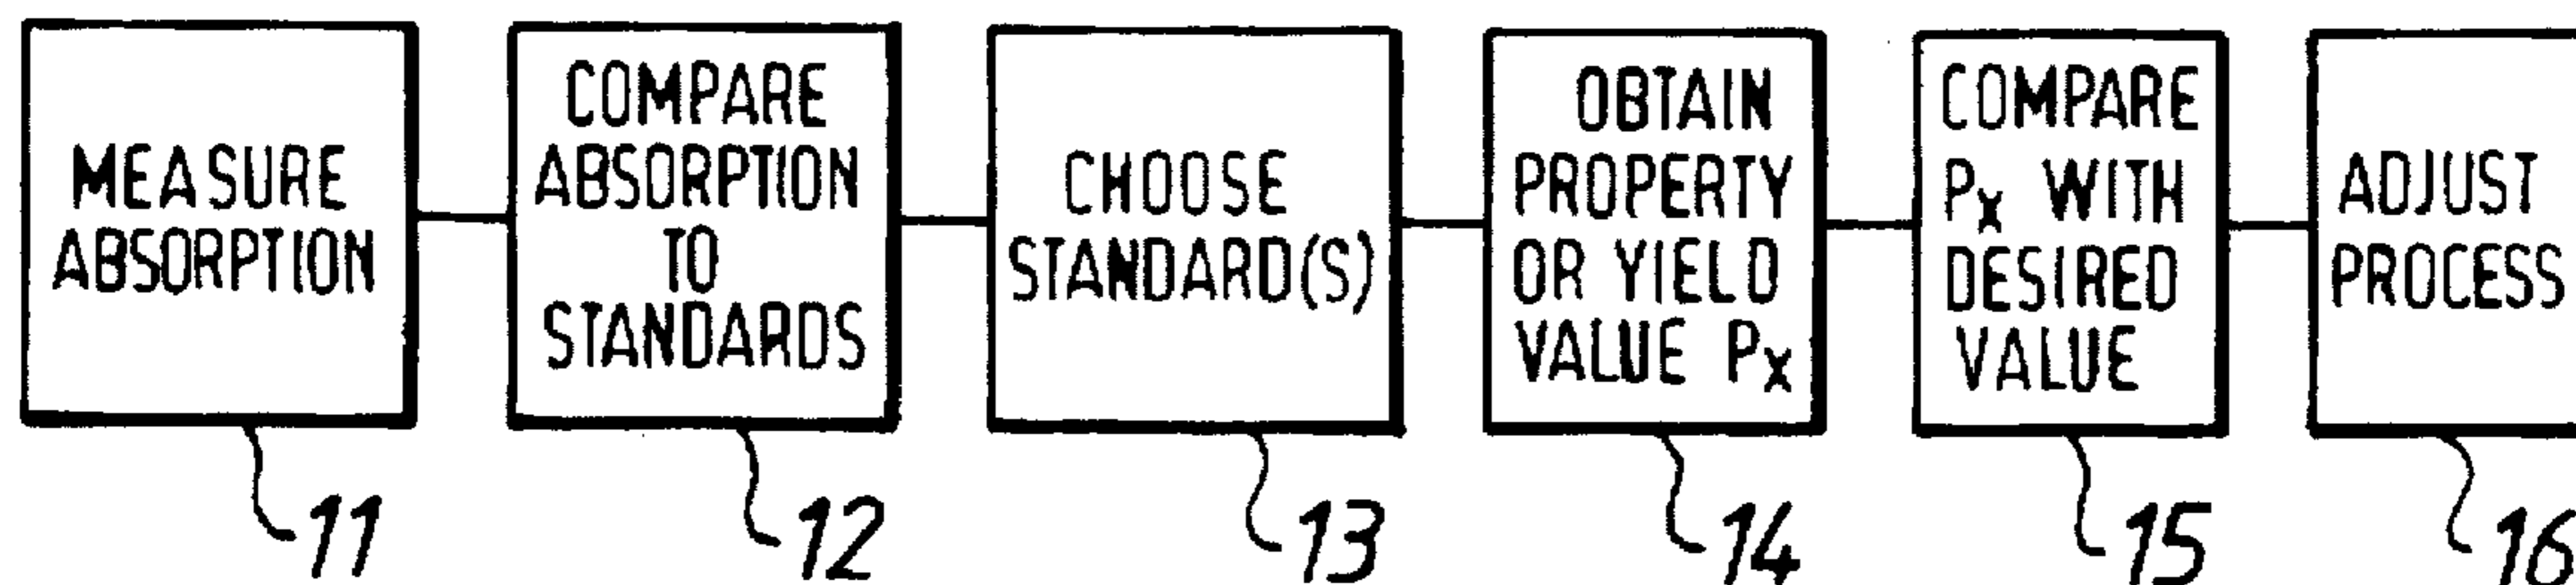 MEASURE
ABSORPTION
COMPARE
ABSORPTION
TO
STANDARDS
CHOOSE
STANDARD(S)
OBTAIN
PROPERTY
OR YIELD
VALUE Px
COMPARE
Px WITH
DESIRED
VALUE
ADJUST
PROCESS
11
12
13
14
15
16